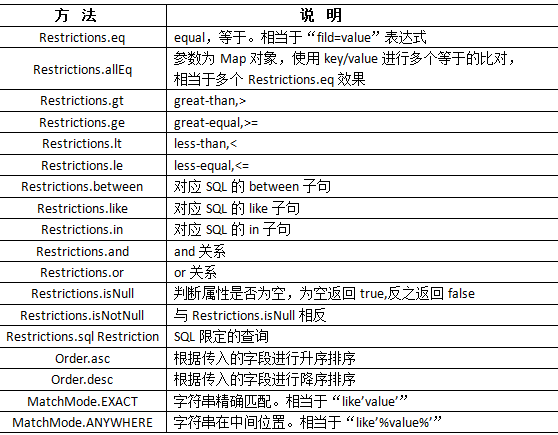 方 法 说 明
Restrictions.eq equal，等于。相当于“fild=value”表达式
Restrictions.allEq 参数为 Map 对象，使用 key/value 进行多个等于的比对，
相当于多个 Restrictions.eq 效果
Restrictions.gt great-than,>
Restrictions.ge great-equal,>=
Restrictions.lt less-than,<
Restrictions.le less-equal,<=
Restrictions.between 对应 SQL 的 between 子句
Restrictions.like 对应 SQL 的 like 子句
Restrictions.in 对应 SQL 的 in 子句
Restrictions.and and 关系
Restrictions.or or 关系
Restrictions.isNull 判断属性是否为空，为空返回 true,反之返回 false
Restrictions.isNotNull 与 Restrictions.isNull 相反
Restrictions.sql Restriction SQL 限定的查询
Order.asc 根据传入的字段进行升序排序
Order.desc 根据传入的字段进行降序排序
MatchMode.EXACT 字符串精确匹配。相当于“like’value’”
MatchMode.ANYWHERE 字符串在中间位置。相当于“like’%value%’”